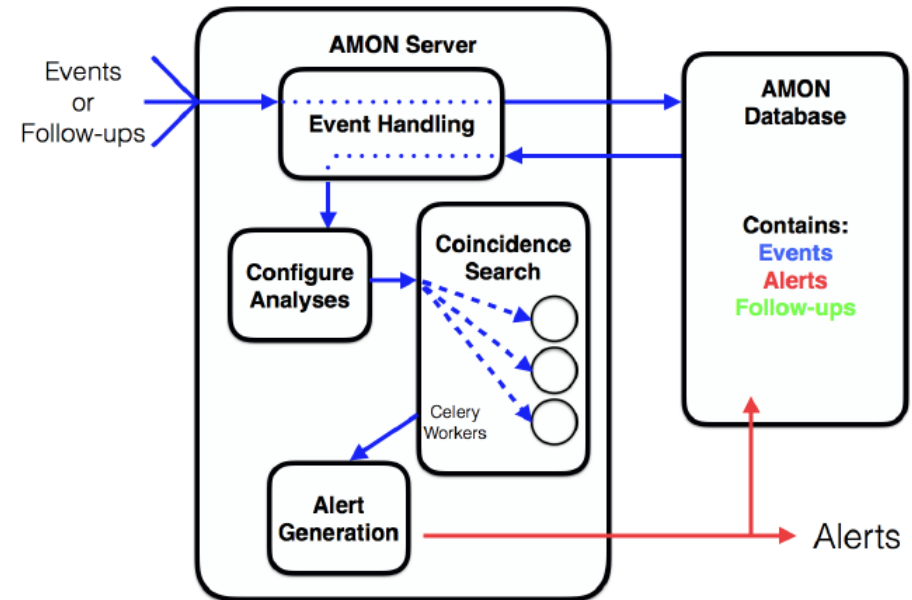 AMON Server
Events
or
Follow-ups
Event Handling
AMON
Database
Contains:
Events
Alerts
Follow-ups
Configure
Analyses
Coincidence
Search
Celery
Workers
Alert
Generation
Alerts